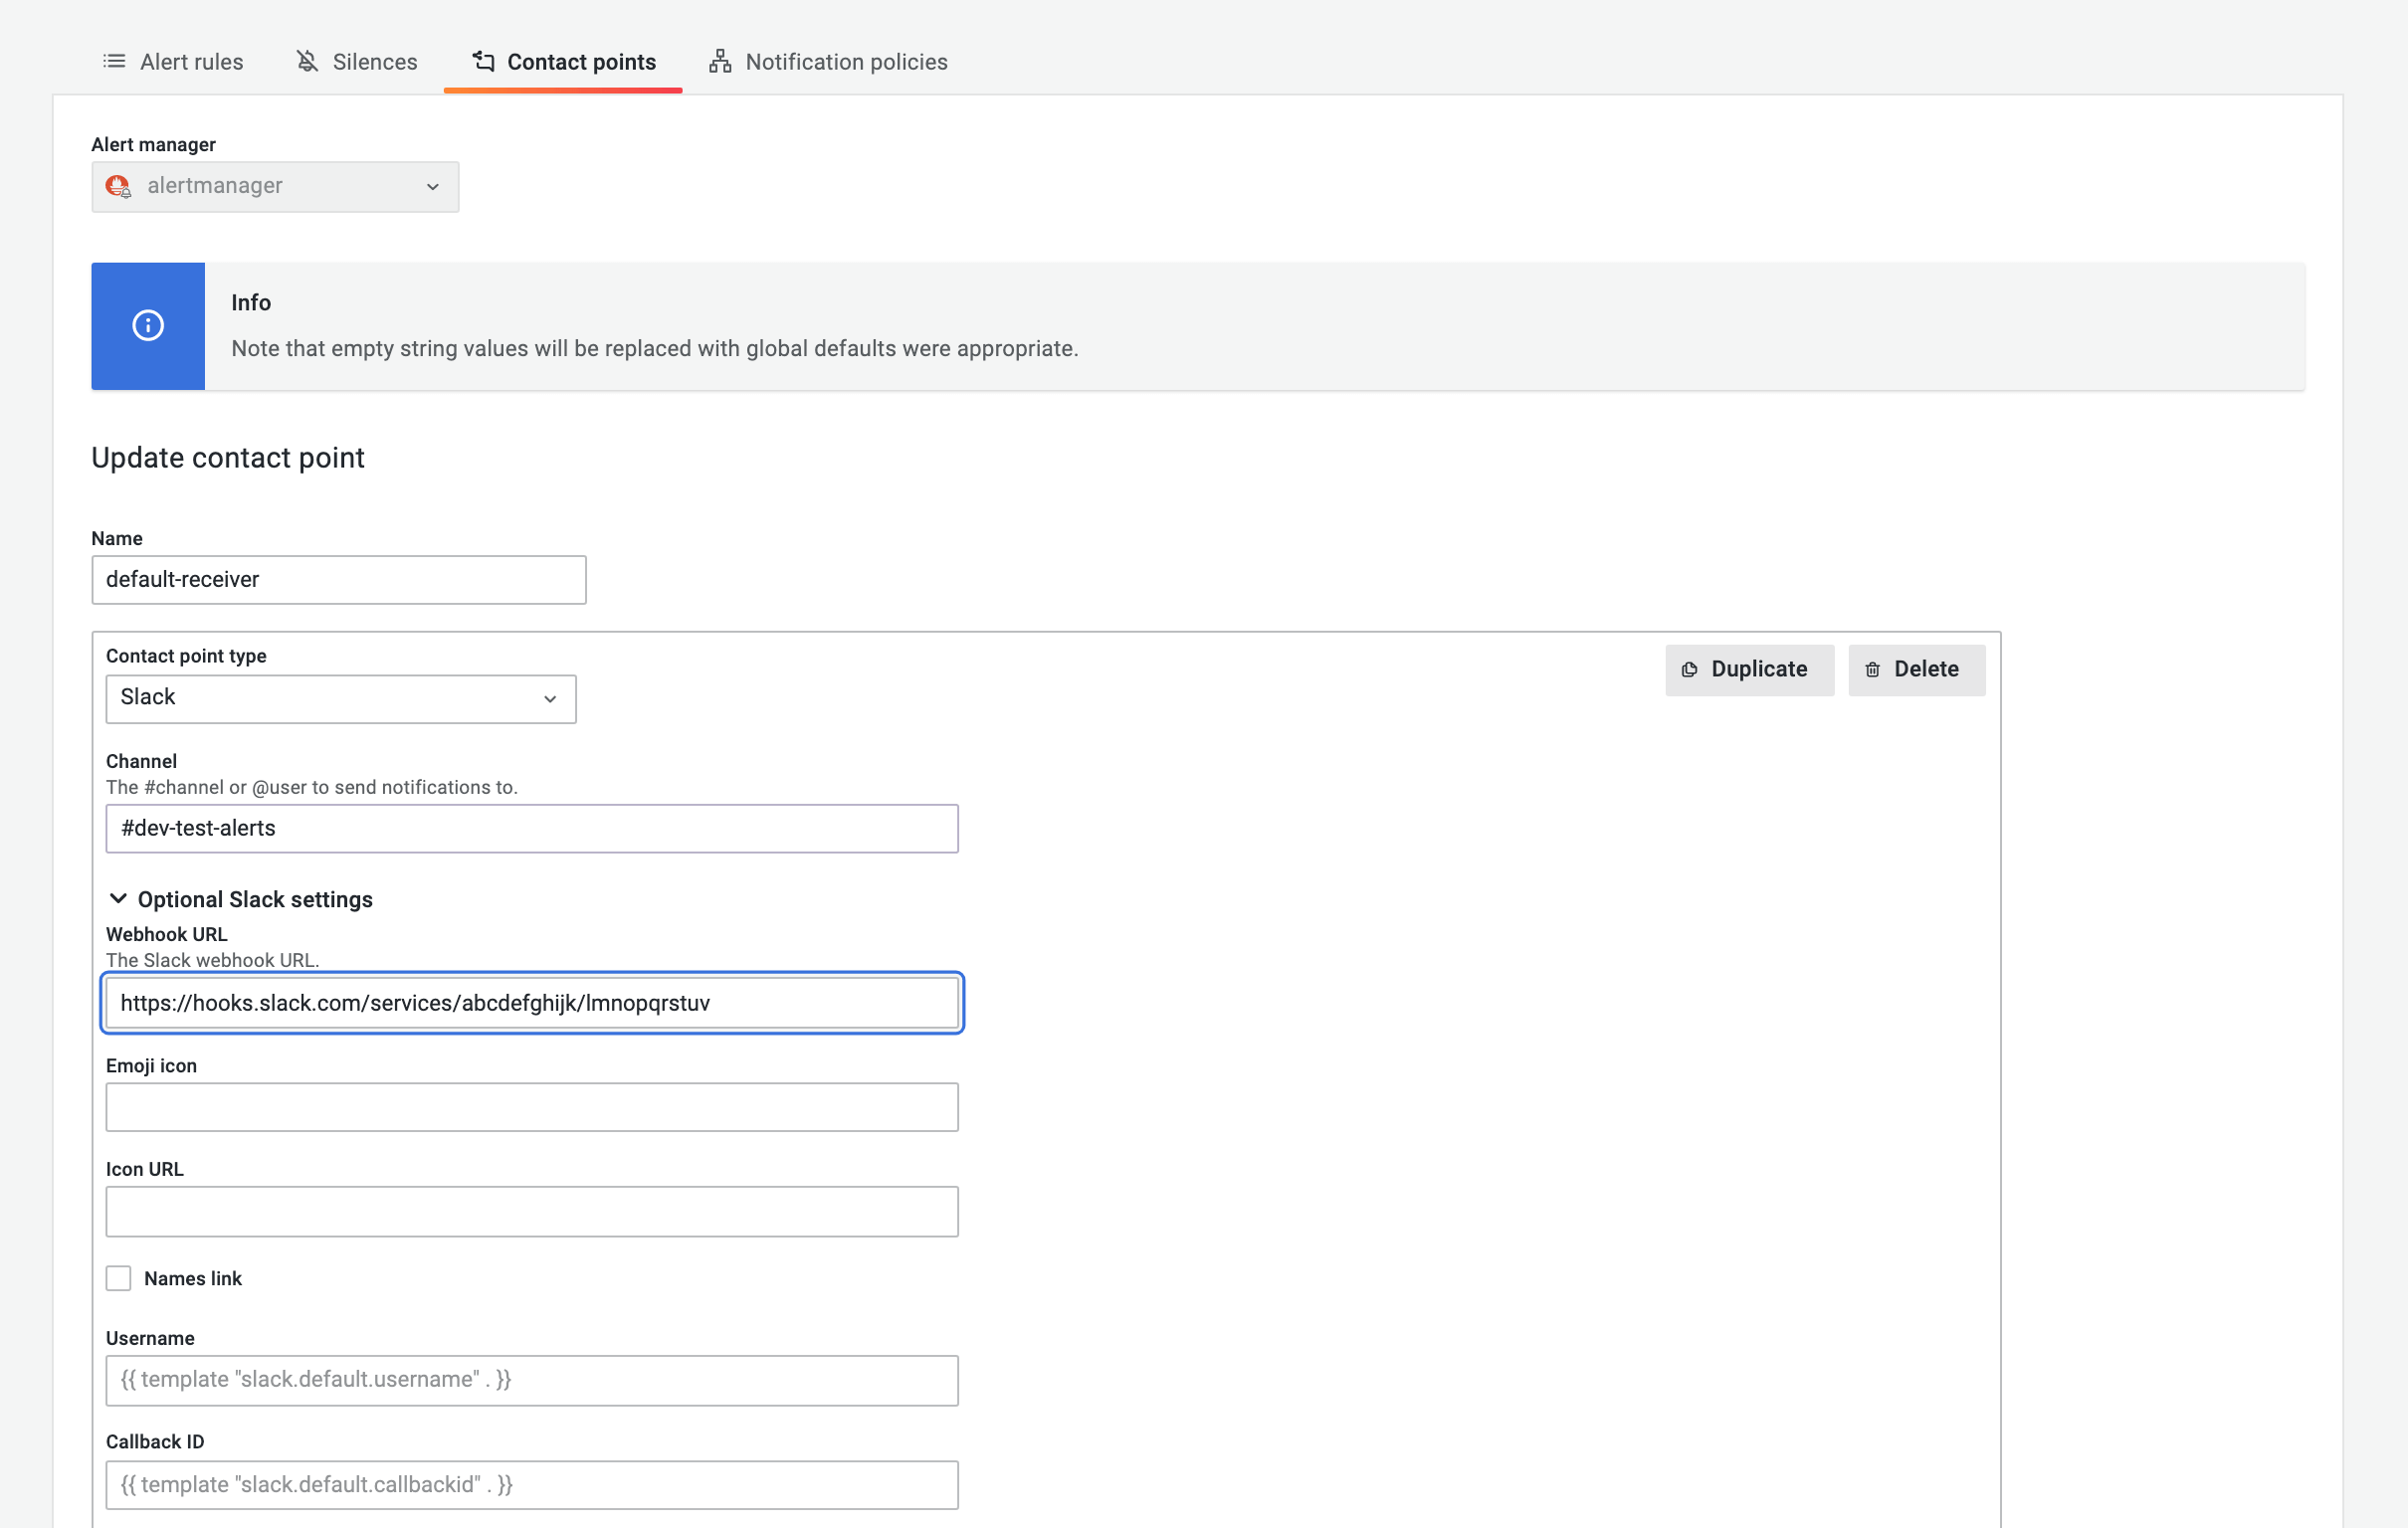 Alert rules Silences Contact points Notification policies
Alert manager
alertmanager
Info
Note that empty string values will be replaced with global defaults were appropriate.
Update contact point
Name
default-receiver
Contact point type
Duplicate Delete
Slack
Channel
The #channel or @user to send notifications to.
#dev-test-alerts
Optional Slack settings
Webhook URL
The Slack webhook URL.
https://hooks.slack.com/services/abcdefghijk/lmnopqrstuv
Emoji icon
Icon URL
Names link
Username
{{ template "slack.default.username" . }}
Callback ID
{{ template "slack.default.callbackid" . }}